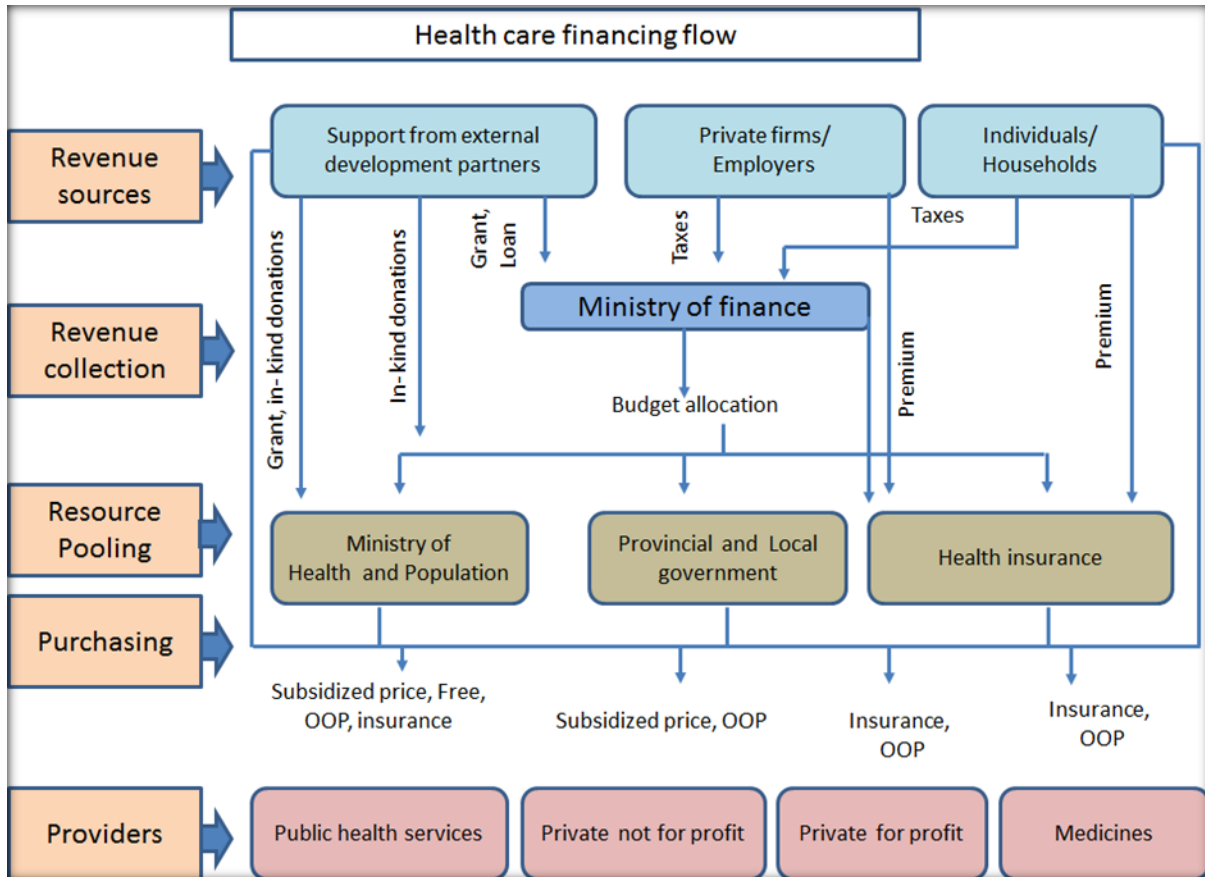 Health care financing flow
Revenue
sources
Support from external
development partners
Private firms/
Employers
Individuals/
Households
Grant, in- kind donations
In- kind donations
Grant,
Loan
Taxes
Taxes
Premium
Premium
Revenue
collection
Ministry of finance
Budget allocation
Resource
Pooling
Ministry of
Health and Population
Provincial and Local
government
Health insurance
Purchasing
Subsidized price, Free,
OOP, insurance
Subsidized price, OOP
Insurance,
OOP
Insurance,
OOP
Providers
Public health services
Private not for profit
Private for profit
Medicines